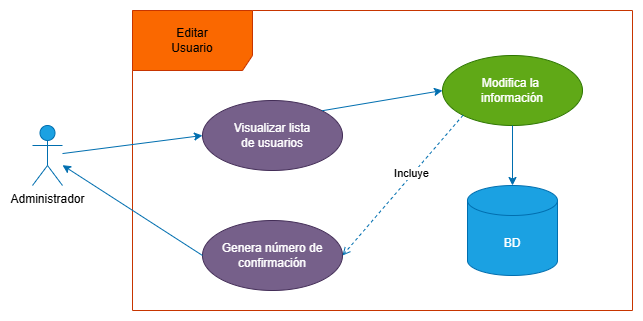 Editar
Usuario
Modifica la
información
Visualizar lista
de usuarios
Incluye
Administrador
Genera número de
confirmación
BD